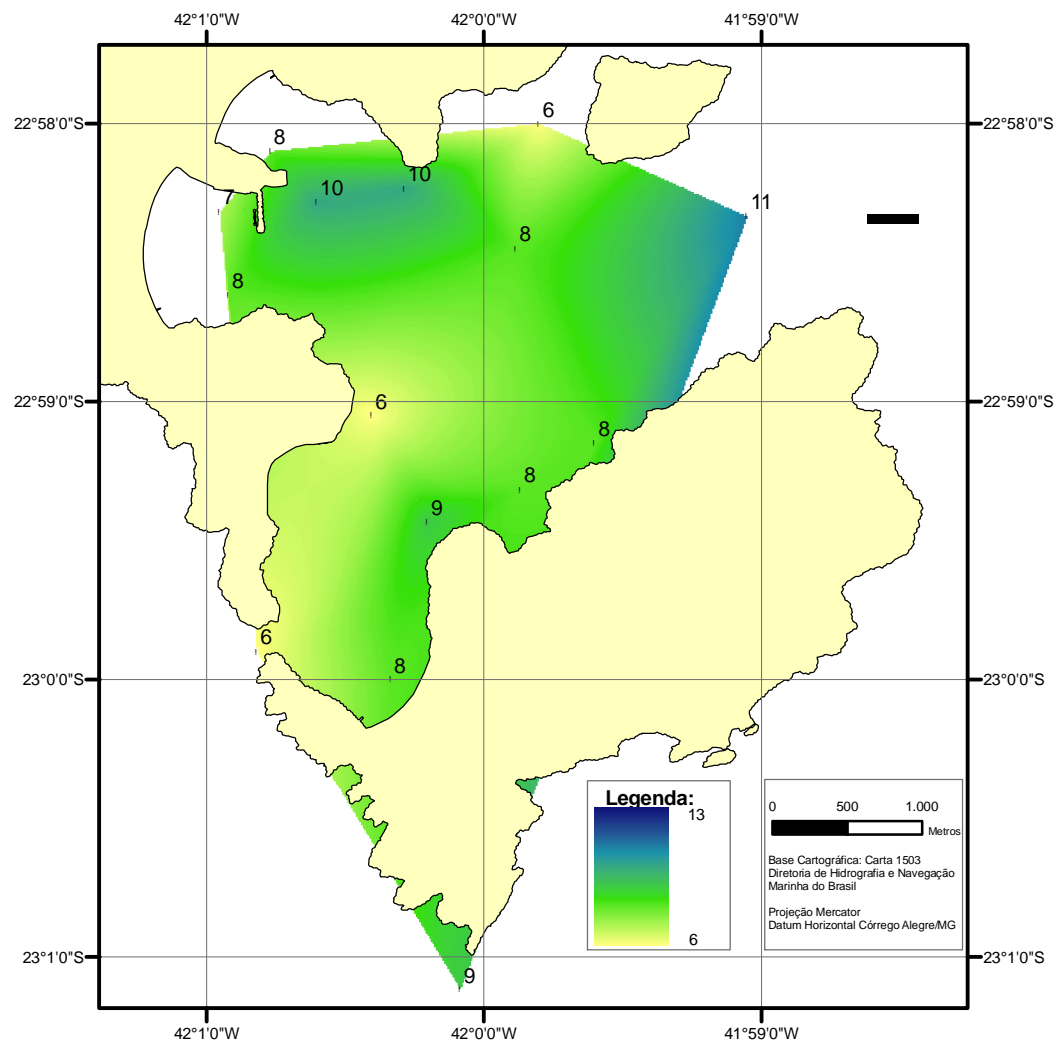 42°1'0"W 42°0'0"W 41°59'0"W
6
22°58'0"S 22°58'0"S
8
10
10
7
11
8
8
22°59'0"S 22°59'0"S
6
8
8
9
6
8
23°0'0"S 23°0'0"S
Legenda:
13
6
0 500 1.000
Metros
Base Cartográfica: Carta 1503
Diretoria de Hidrografia e Navegação
Marinha do Brasil
Projeção Mercator
Datum Horizontal Córrego Alegre/MG
23°1'0"S 23°1'0"S
9
42°1'0"W 42°0'0"W 41°59'0"W